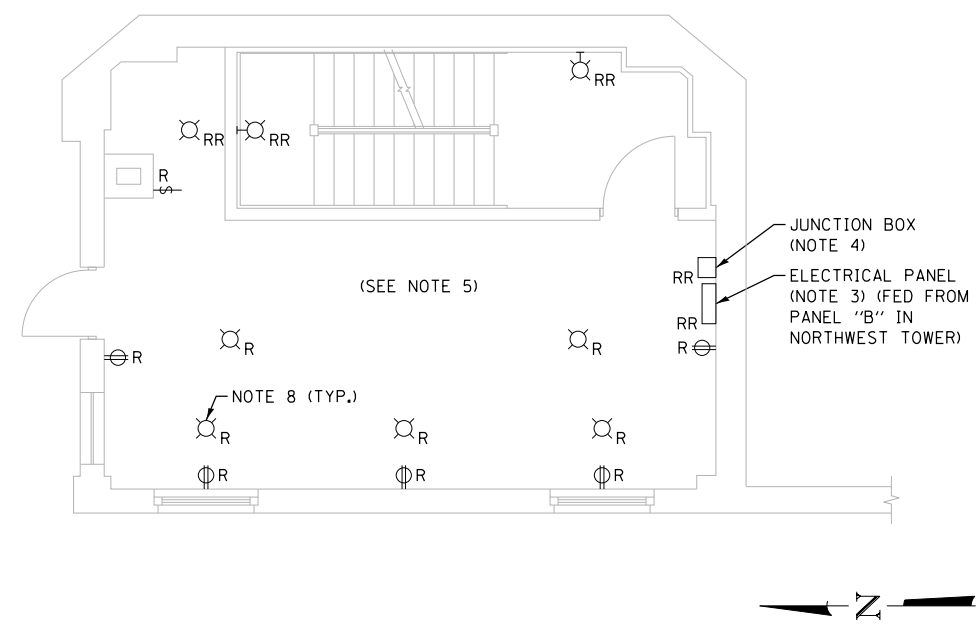 RR
RR
RR
R
S
JUNCTION BOX
(NOTE 4)
RR
(SEE NOTE 5)
ELECTRICAL PANEL
(NOTE 3) (FED FROM
PANEL "B" IN
NORTHWEST TOWER)
RR
R
R
R
R
NOTE 8 (TYP.)
R
R
R
R
R
R
N